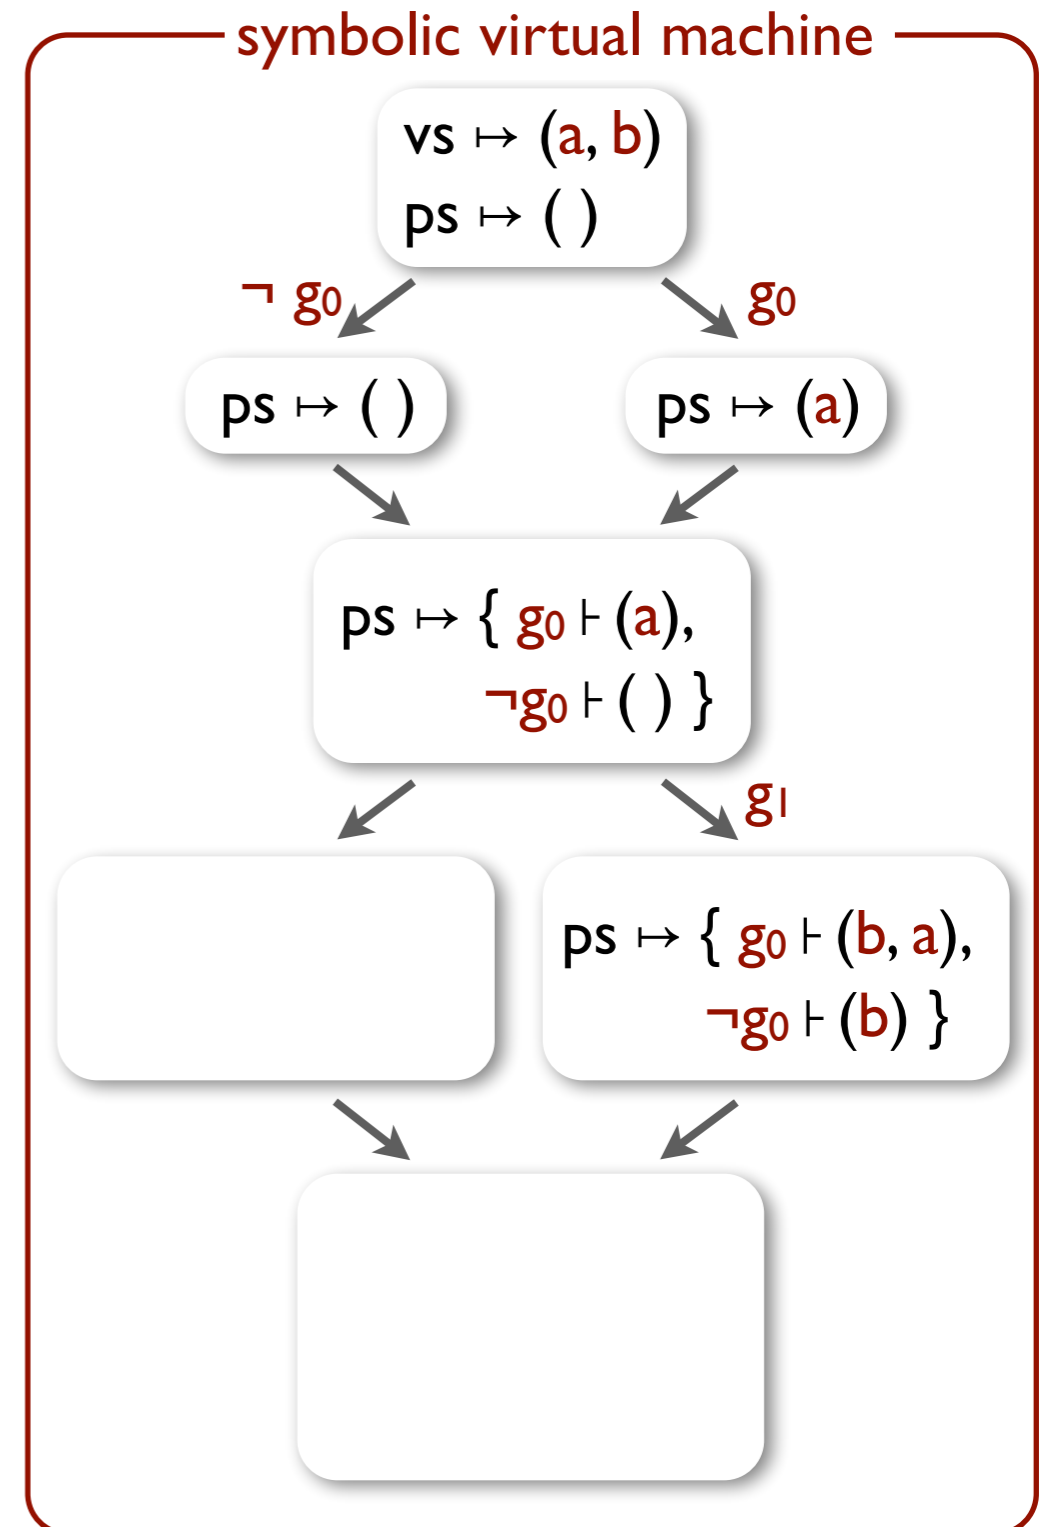 symbolic virtual machine
vs ↦ (a, b)
ps ↦ ( )
¬ g₀
g₀
ps ↦ ( )
ps ↦ (a)
ps ↦ { g₀ ⊦ (a),
¬g₀ ⊦ ( ) }
g₁
ps ↦ { g₀ ⊦ (b, a),
¬g₀ ⊦ (b) }